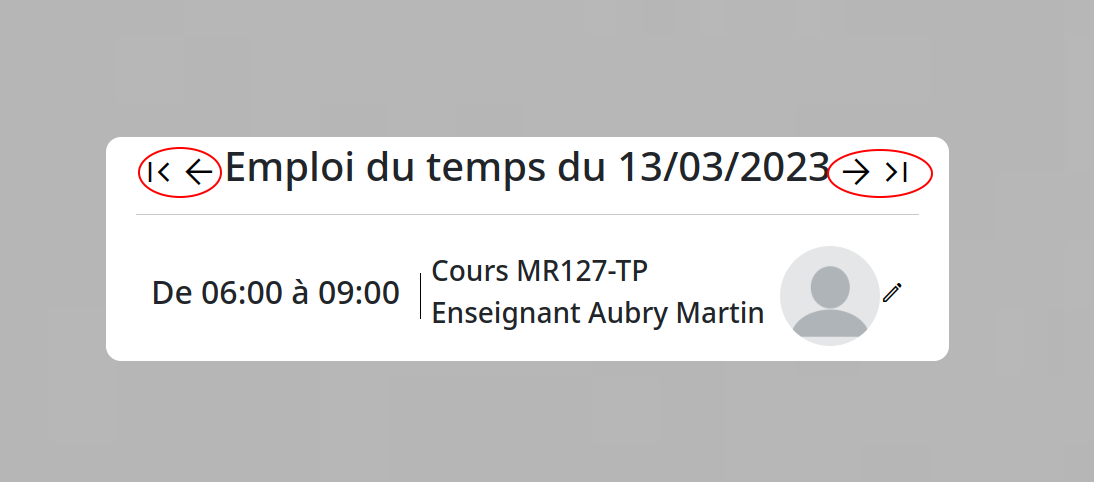 Emploi du temps du 13/03/2023
De 06:00 à 09:00
Cours MR127-TP
Enseignant Aubry Martin